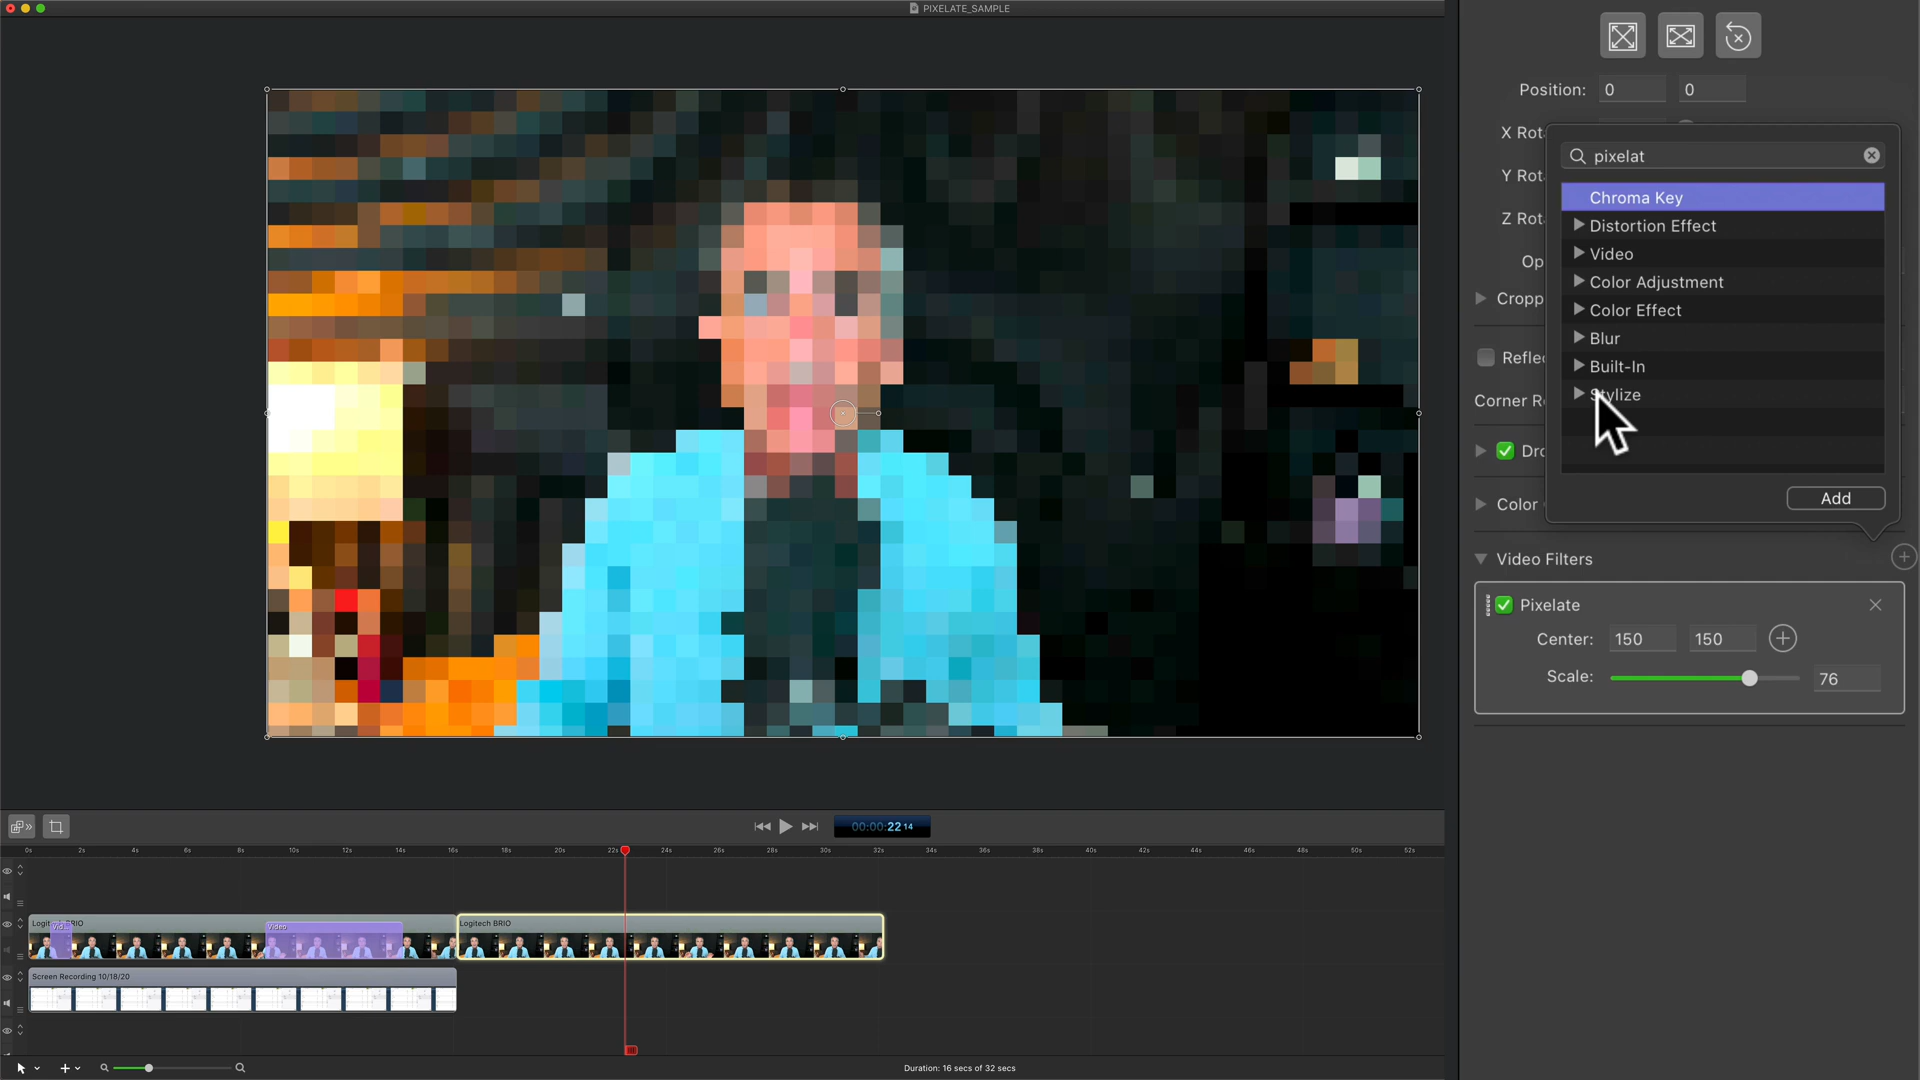 PIXELATE_SAMPLE
Position: 0 0
X Rot
pixelat
Y Rot
Chroma Key
Z Rot
Distortion Effect
Op
Video
Color Adjustment
Cropp
Color Effect
Reflec
Blur
Built-In
Corner R
Stylize
Dro
Add
Color
Video Filters
Pixelate
Center: 150 150
Scale: 76
00:00:22 14
0s 2s 4s 6s 8s 10s 12s 14s 16s 18s 20s 22s 24s 26s 28s 30s 32s 34s 36s 38s 40s 42s 44s 46s 48s 50s 52s
Logitech BRIO
Vid...
Video
Logitech BRIO
Screen Recording 10/18/20
Duration: 16 secs of 32 secs